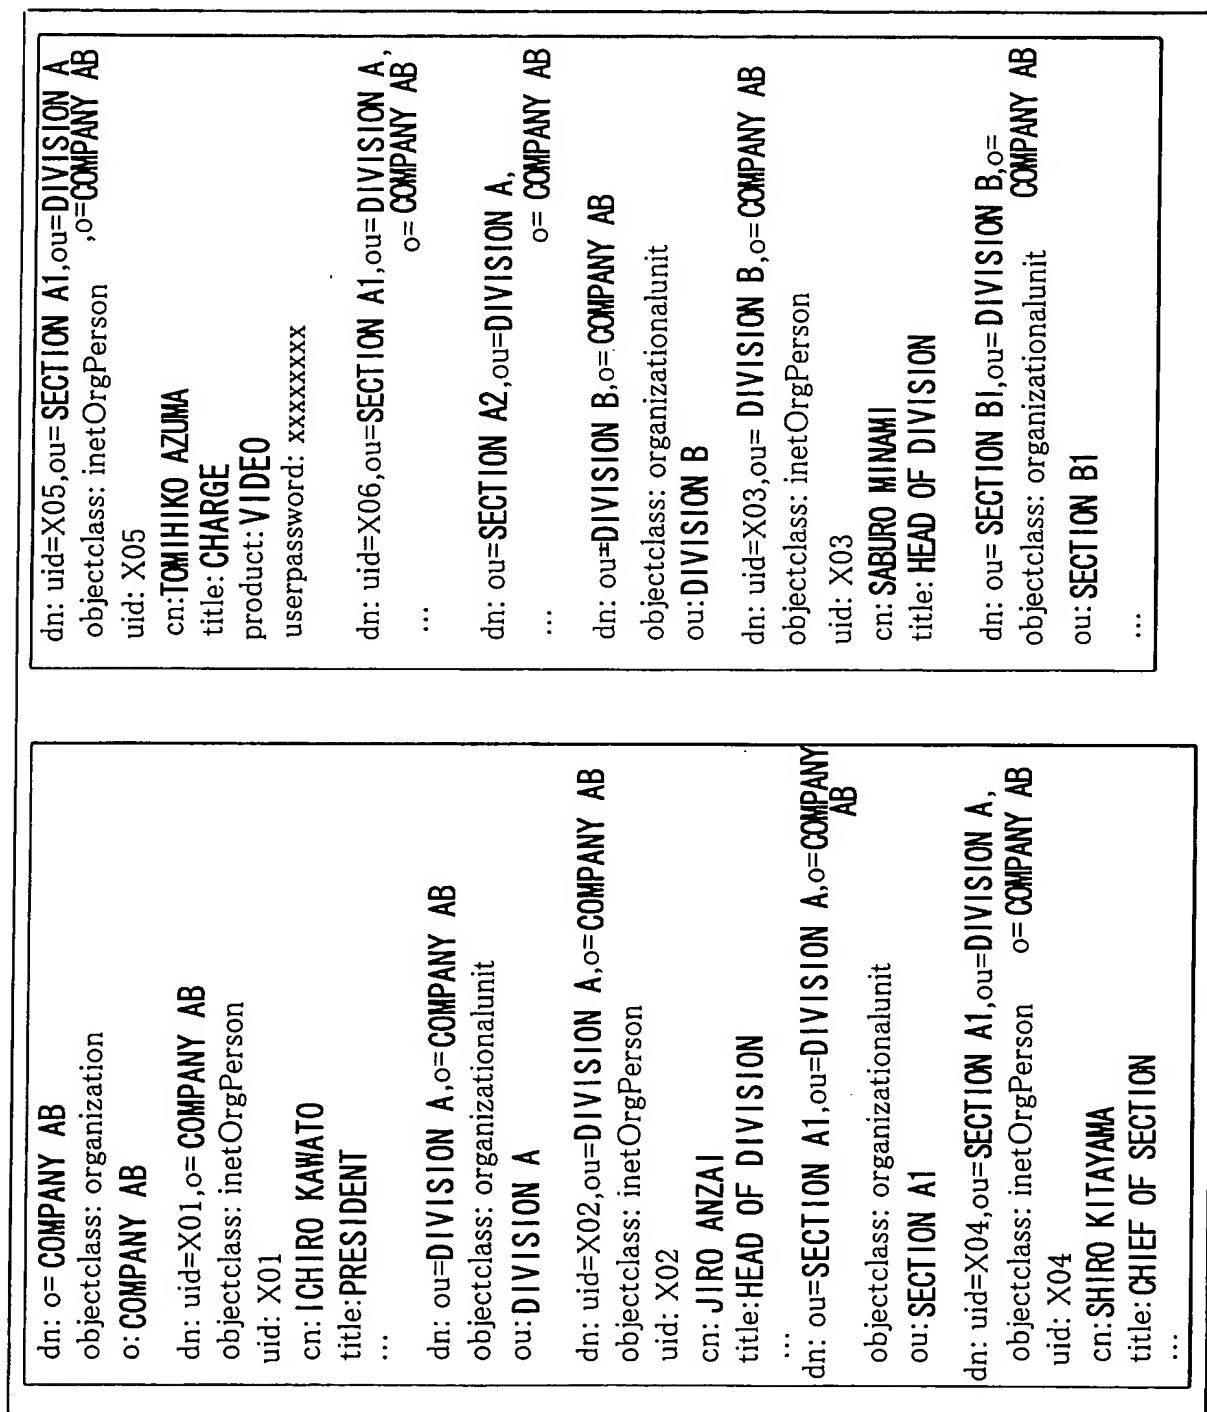 dn: o= COMPANY AB
objectclass: organization
o: COMPANY AB
dn: uid=X01,o= COMPANY AB
objectclass: inetOrgPerson
uid: X01
cn: ICHIRO KAWATO
title: PRESIDENT
...
dn: ou=DIVISION A,o=COMPANY AB
objectclass: organizationalunit
ou: DIVISION A
dn: uid=X02,ou=DIVISION A,o=COMPANY AB
objectclass: inetOrgPerson
uid: X02
cn: JIRO ANZAI
title:HEAD OF DIVISION
...
dn: ou=SECTION A1,ou=DIVISION A,o=COMPANY
AB
objectclass: organizationalunit
ou: SECTION A1
dn: uid=X04,ou=SECTION A1,ou=DIVISION A,
objectclass: inetOrgPerson o= COMPANY AB
uid: X04
cn:SHIRO KITAYAMA
title: CHIEF OF SECTION
...
dn: uid=X05,ou= SECTION A1,ou=DIVISION A
objectclass: inetOrgPerson ,o=COMPANY AB
uid: X05
cn:TOMIHIKO AZUMA
title: CHARGE
product: VIDEO
userpassword: xxxxxxxx
dn: uid=X06,ou=SECTION A1,ou=DIVISION A,
... o= COMPANY AB
dn: ou=SECTION A2,ou=DIVISION A,
... o= COMPANY AB
dn: ou=DIVISION B,o= COMPANY AB
objectclass: organizationalunit
ou: DIVISION B
dn: uid=X03,ou= DIVISION B,o= COMPANY AB
objectclass: inetOrgPerson
uid: X03
cn: SABURO MINAMI
title: HEAD OF DIVISION
dn: ou= SECTION B1,ou= DIVISION B,o=
objectclass: organizationalunit COMPANY AB
ou: SECTION B1
...